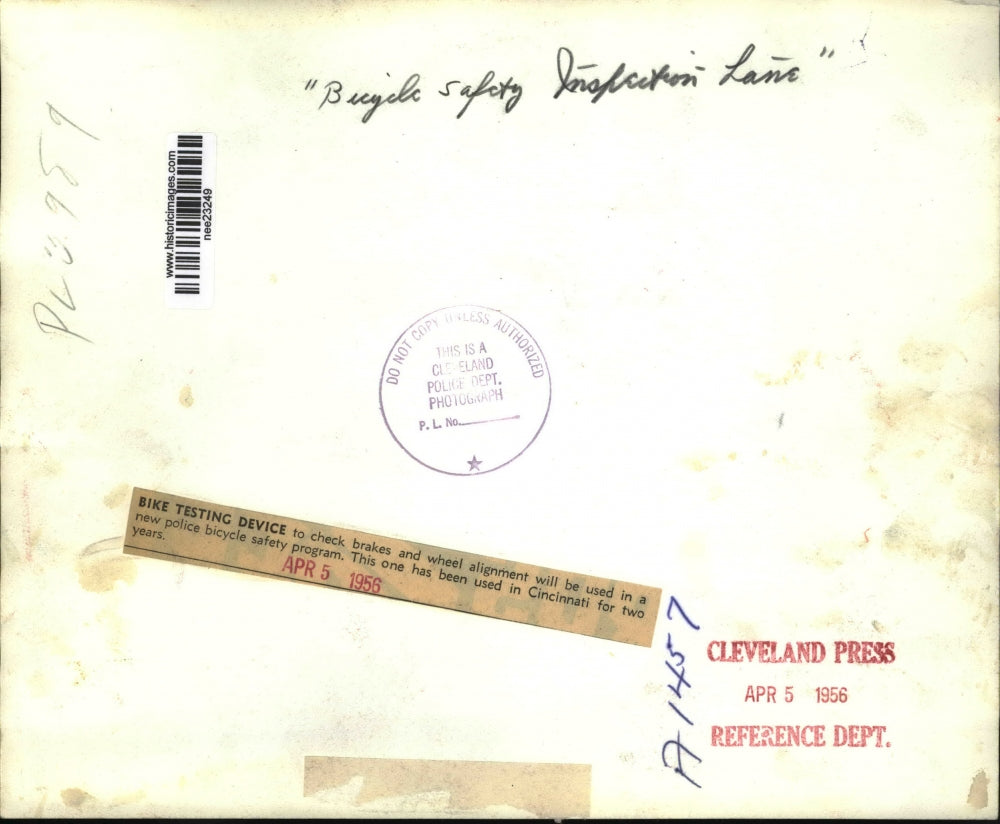 "Bicycle Safety Inspection Lane"
www.historicimages.com
nee23249
DO NOT COPY UNLESS AUTHORIZED
THIS IS A
CLEVELAND
POLICE DEPT.
PHOTOGRAPH
P. L. No.
BIKE TESTING DEVICE to check brakes and wheel alignment will be used in a
new police bicycle safety program. This one has been used in Cincinnati for two
years.
APR 5 1956
A1457
CLEVELAND PRESS
APR 5 1956
REFERENCE DEPT.